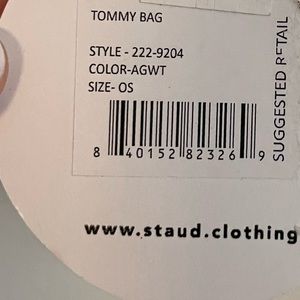 TOMMY BAG
STYLE - 222-9204
COLOR-AGWT
SIZE- OS
8 40152 82326 9
SUGGESTED RETAIL
www.staud.clothing